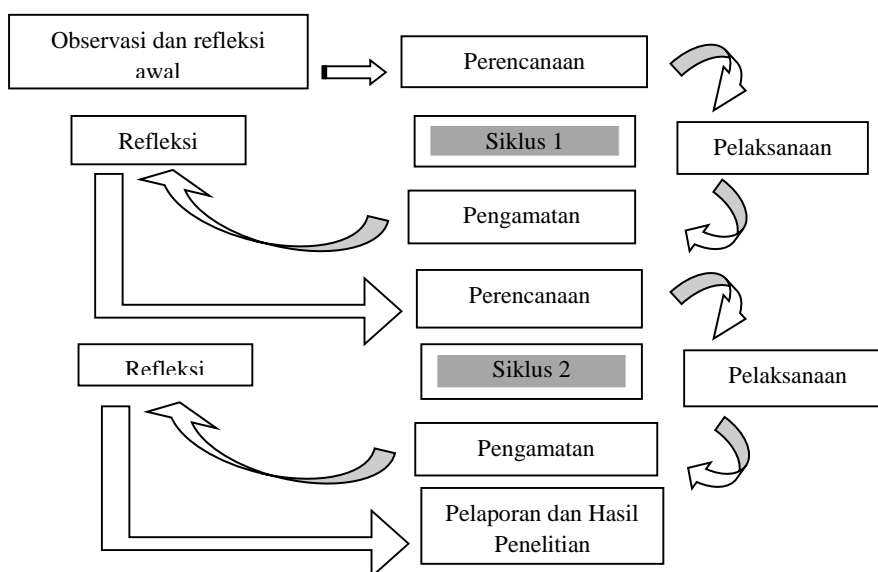 Observasi dan refleksi
awal
Perencanaan
Refleksi
Siklus 1
Pelaksanaan
Pengamatan
Perencanaan
Refleksi
Siklus 2
Pelaksanaan
Pengamatan
Pelaporan dan Hasil
Penelitian